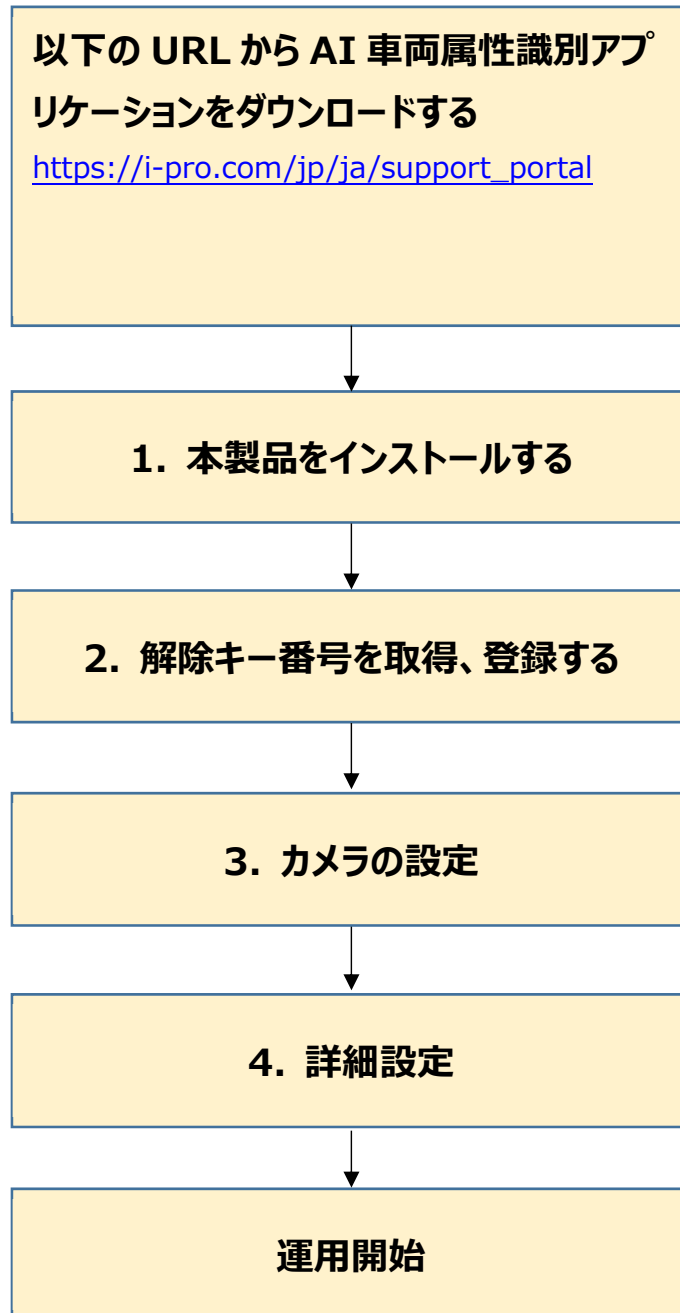 以下の URL から AI 車両属性識別アプ
リケーションをダウンロードする
https://i-pro.com/jp/ja/support_portal
1. 本製品をインストールする
2. 解除キー番号を取得、登録する
3. カメラの設定
4. 詳細設定
運用開始